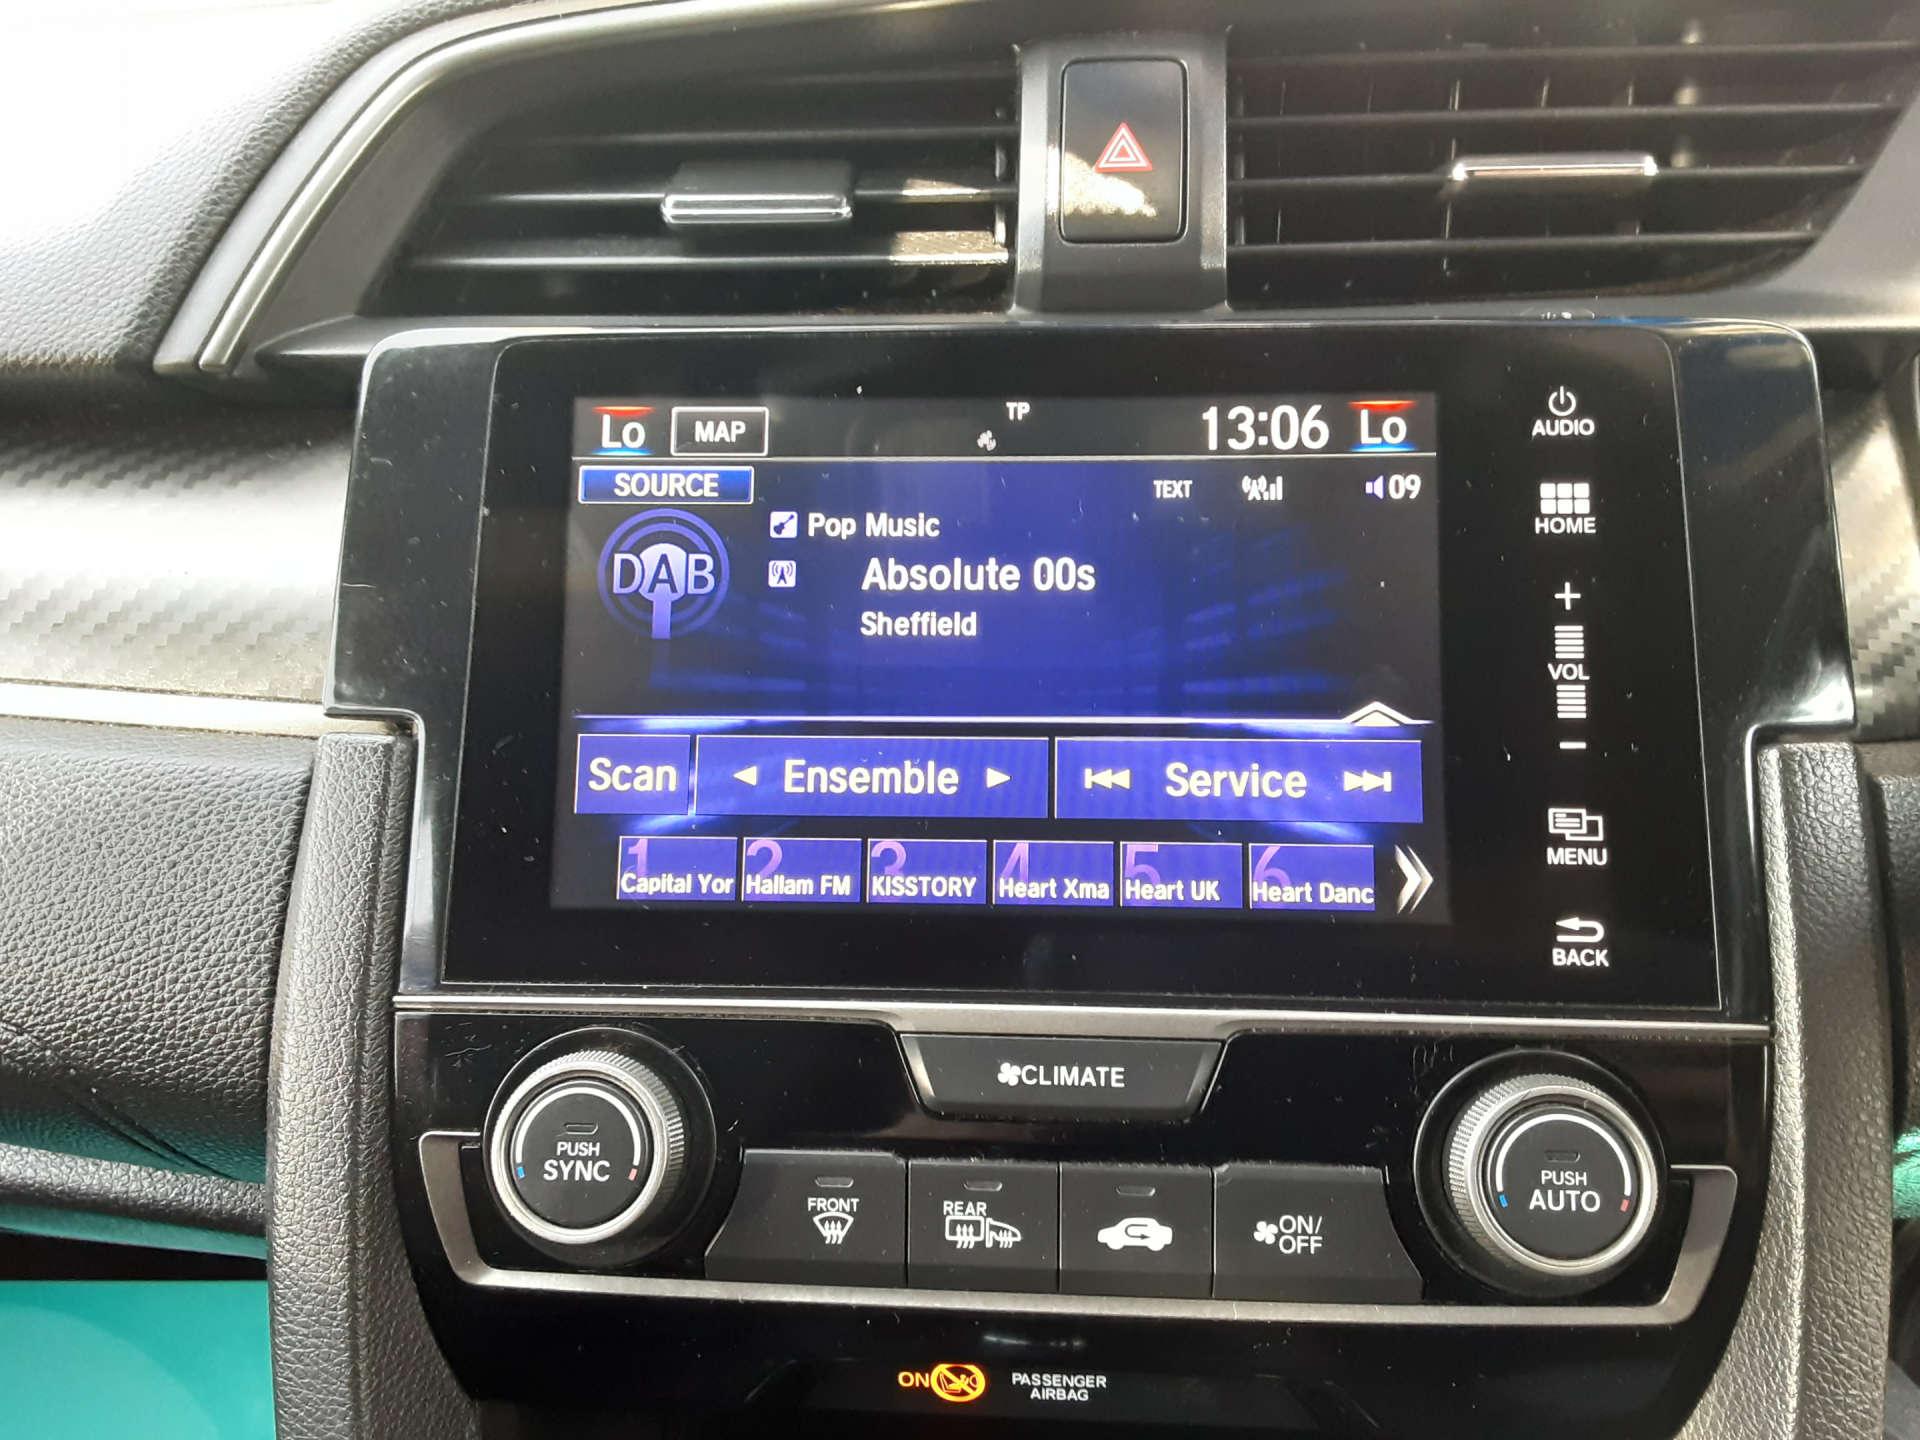 Lo MAP TP 13:06 Lo
AUDIO
SOURCE TEXT 09
HOME
Pop Music
DAB Absolute 00s
Sheffield
+
VOL
-
Scan Ensemble Service
1 Capital Yor
2 Hallam FM
3 KISSTORY
4 Heart Xma
5 Heart UK
6 Heart Danc
MENU
BACK
CLIMATE
PUSH
SYNC
FRONT
REAR
ON/
OFF
PUSH
AUTO
ON PASSENGER
AIRBAG